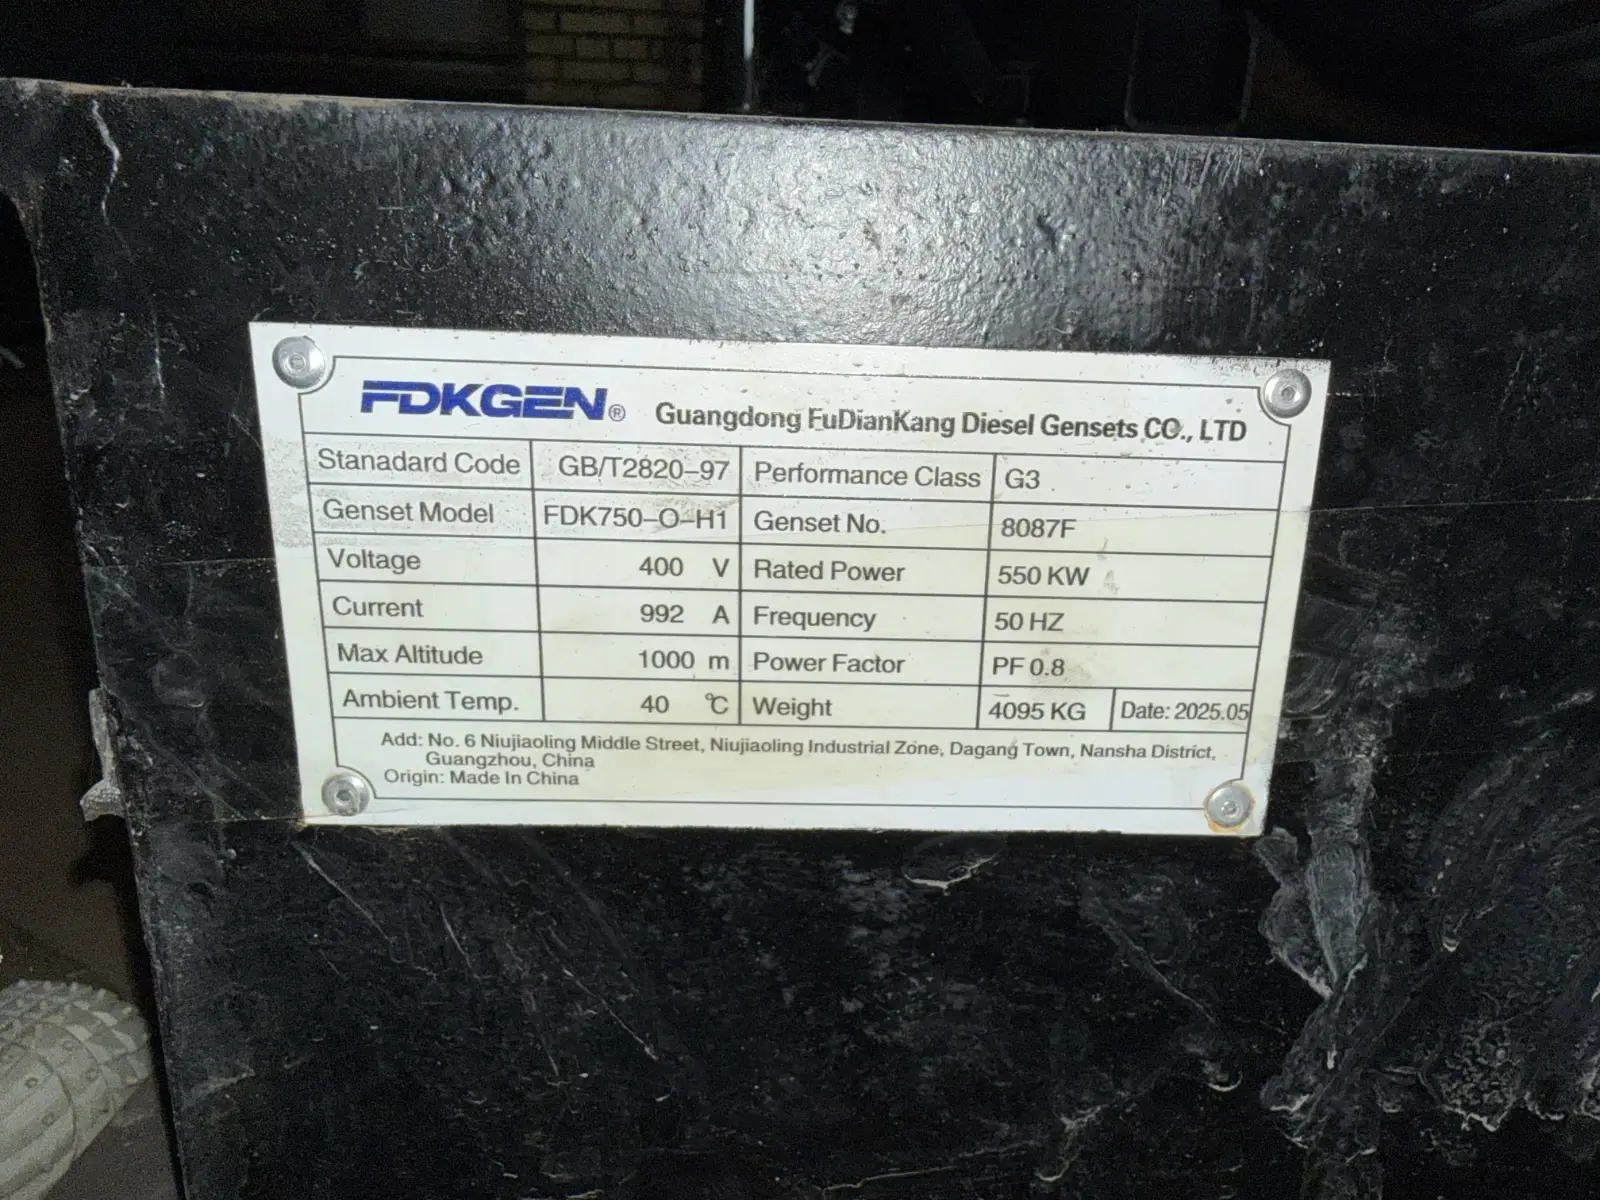 FDKGEN® Guangdong FuDianKang Diesel Gensets CO., LTD
Stanadard Code GB/T2820-97 Performance Class G3
Genset Model FDK750-O-H1 Genset No. 8087F
Voltage 400 V Rated Power 550 KW
Current 992 A Frequency 50 HZ
Max Altitude 1000 m Power Factor PF 0.8
Ambient Temp. 40 ℃ Weight 4095 KG Date: 2025.05
Add: No. 6 Niujiaoling Middle Street, Niujiaoling Industrial Zone, Dagang Town, Nansha District,
Guangzhou, China
Origin: Made In China